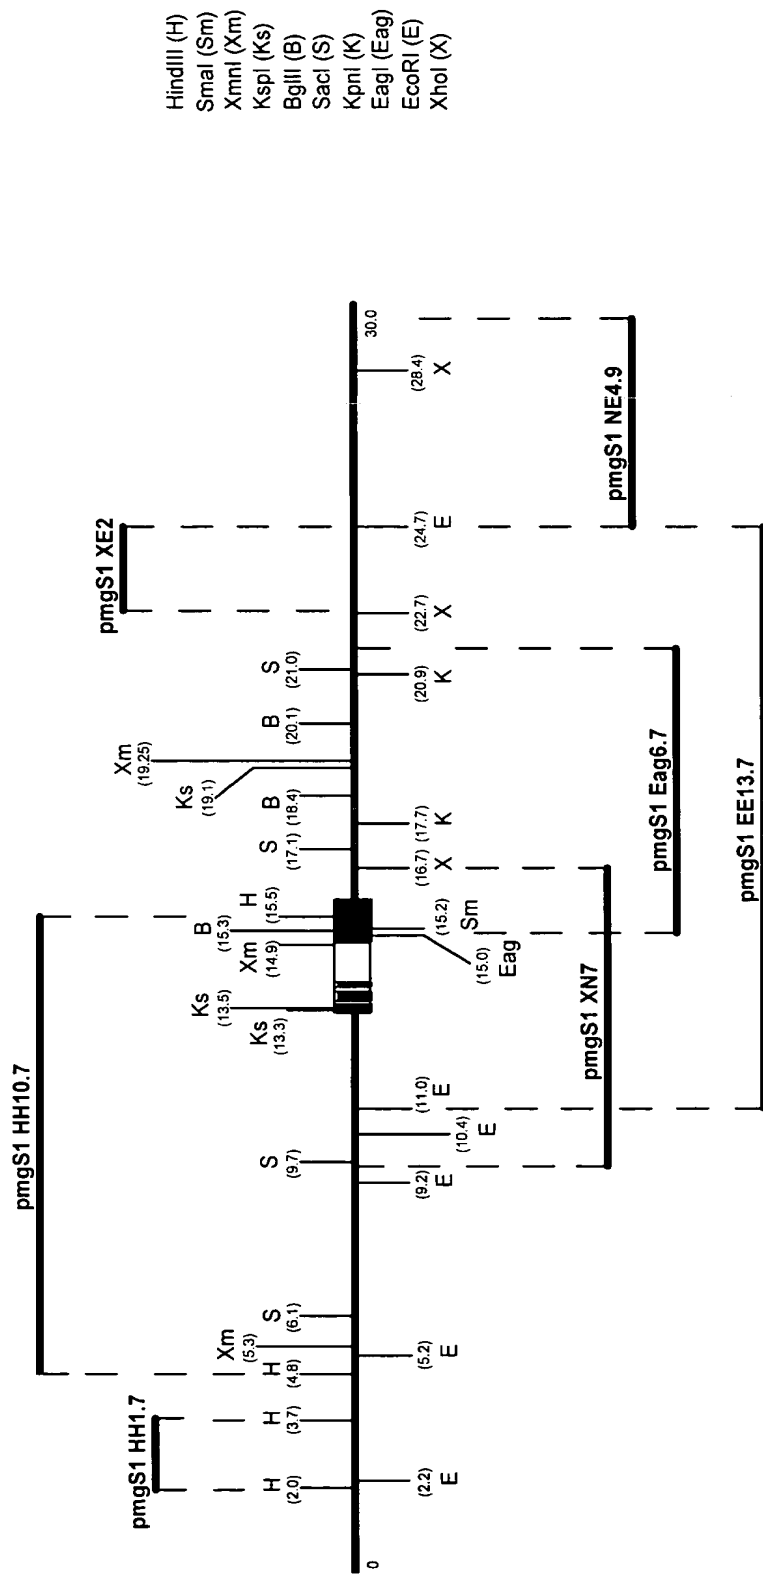 HindIII (H)
SmaI (Sm)
XmnI (Xm)
KspI (Ks)
BglII (B)
SacI (S)
KpnI (K)
EagI (Eag)
EcoRI (E)
XhoI (X)
pmgS1 HH10.7
pmgS1 HH1.7
pmgS1 XE2
H
(2.0)
H
(3.7)
H
(4.8)
Xm
(5.3)
S
(6.1)
S
(9.7)
Ks
(13.3)
Ks
(13.5)
Xm
(14.9)
B
(15.3)
H
(15.5)
S
(17.1)
B
(18.4)
Ks
(19.1)
Xm
(19.25)
B
(20.1)
S
(21.0)
0
30.0
(2.2)
E
(5.2)
E
(9.2)
E
(10.4)
E
(11.0)
E
(15.0)
Eag
(15.2)
Sm
(16.7)
X
(17.7)
K
(20.9)
K
(22.7)
X
(24.7)
E
(28.4)
X
pmgS1 XN7
pmgS1 NE4.9
pmgS1 Eag6.7
pmgS1 EE13.7